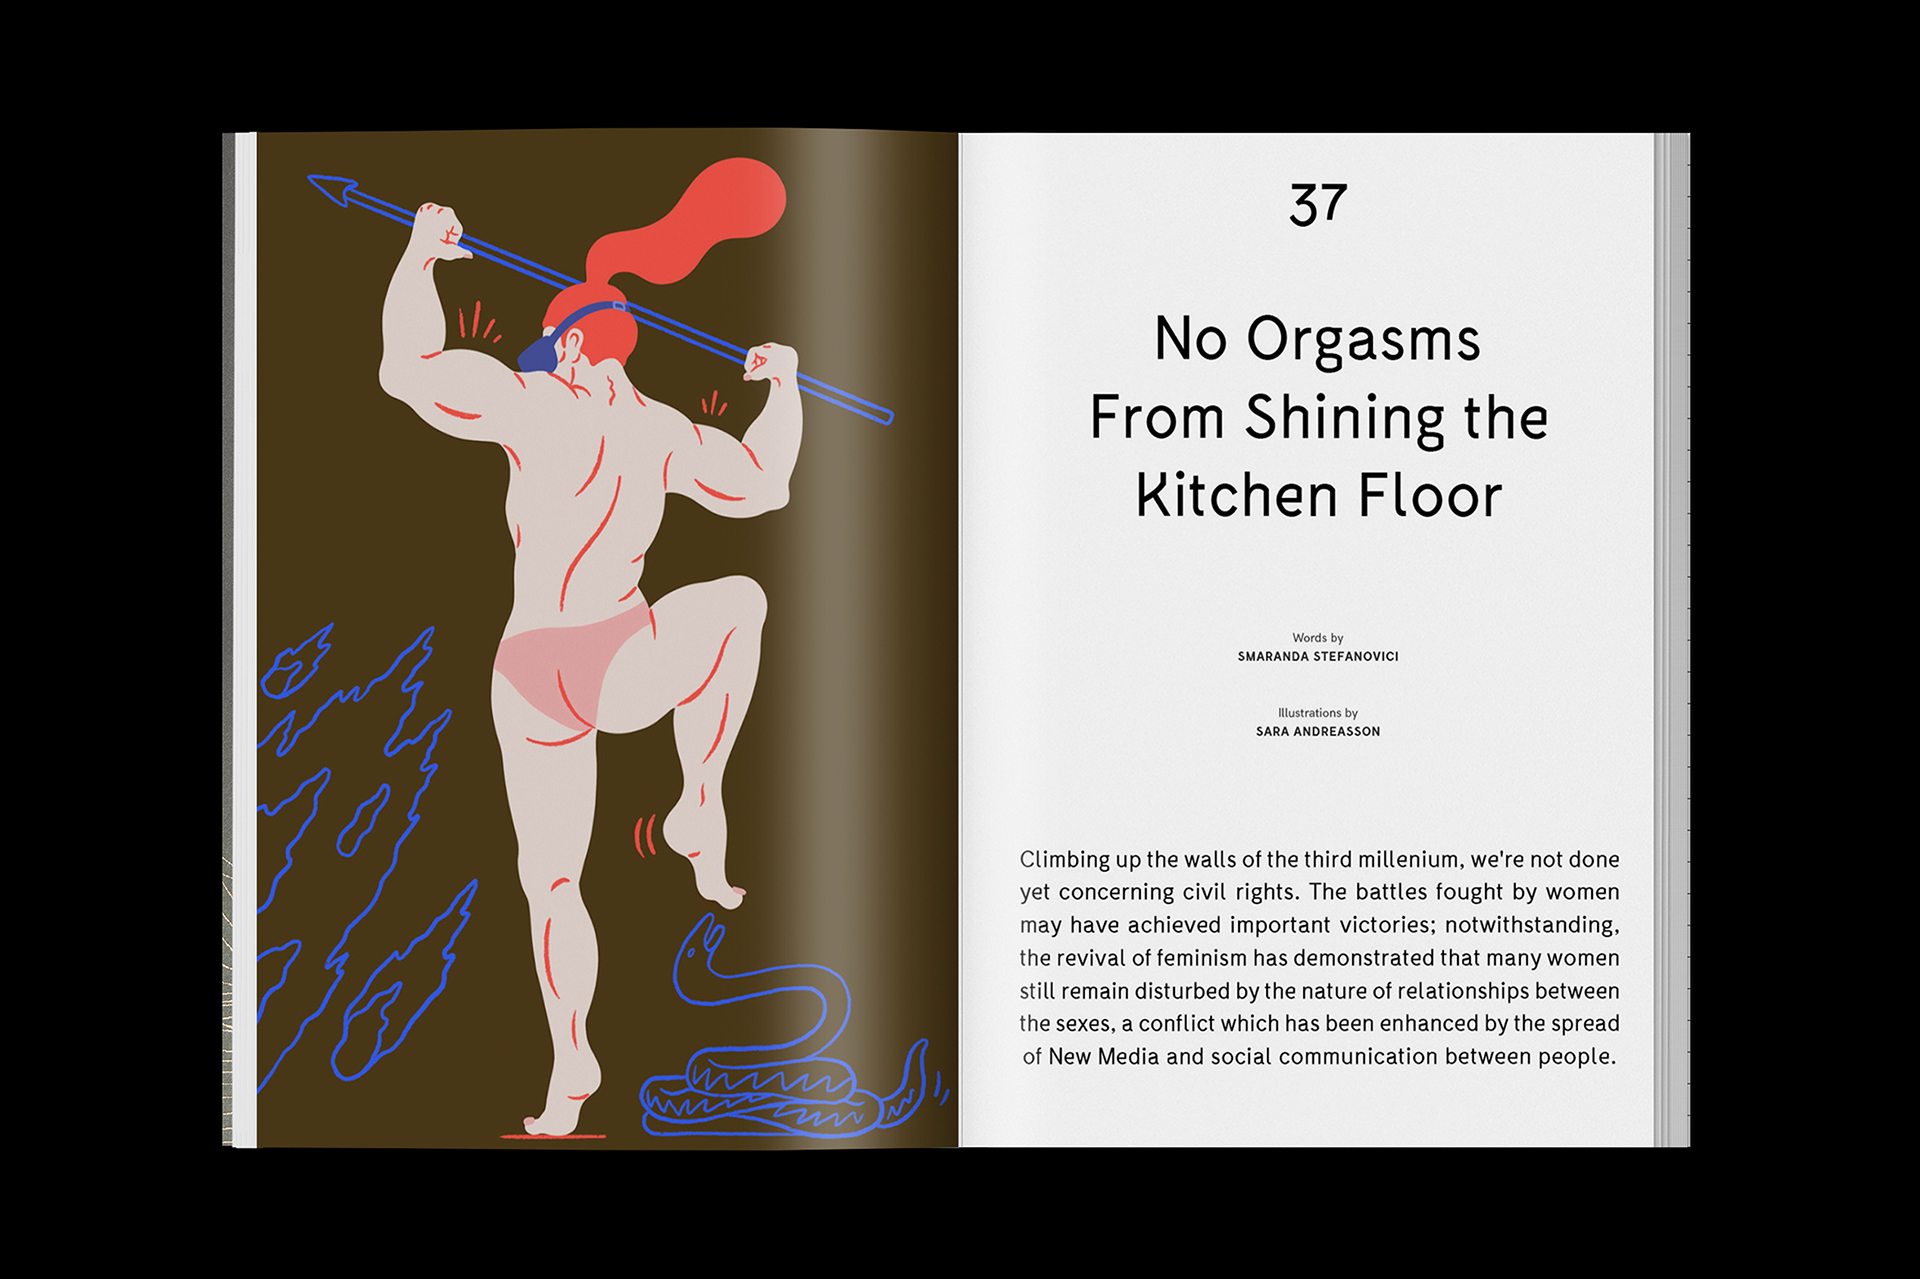 37
No Orgasms
From Shining the
Kitchen Floor
Words by
SMARANDA STEFANOVICI
Illustrations by
SARA ANDREASSON
Climbing up the walls of the third millenium, we're not done
yet concerning civil rights. The battles fought by women
may have achieved important victories; notwithstanding,
the revival of feminism has demonstrated that many women
still remain disturbed by the nature of relationships between
the sexes, a conflict which has been enhanced by the spread
of New Media and social communication between people.